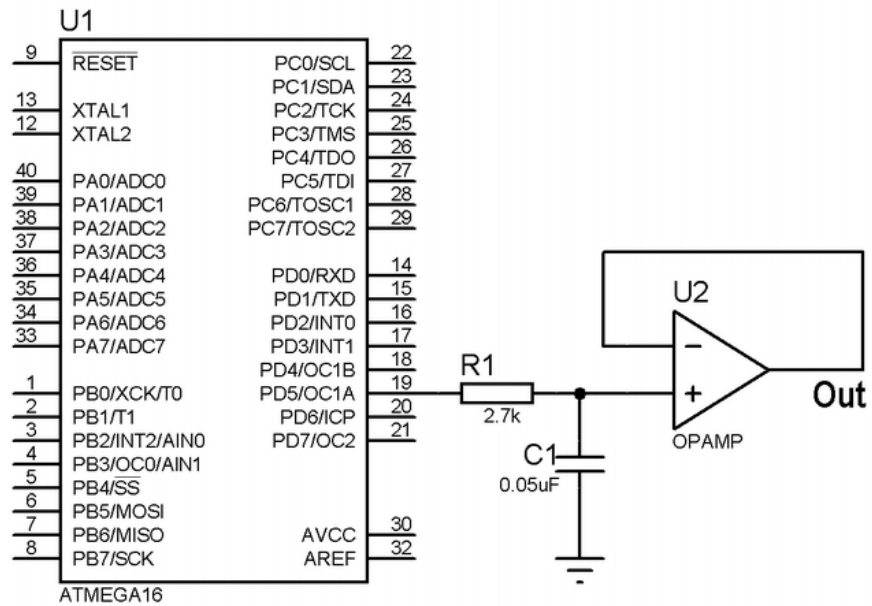 U1
9 RESET PC0/SCL 22
PC1/SDA 23
13 XTAL1 PC2/TCK 24
12 XTAL2 PC3/TMS 25
PC4/TDO 26
40 PA0/ADC0 PC5/TDI 27
39 PA1/ADC1 PC6/TOSC1 28
38 PA2/ADC2 PC7/TOSC2 29
37 PA3/ADC3
36 PA4/ADC4 PD0/RXD 14
35 PA5/ADC5 PD1/TXD 15
34 PA6/ADC6 PD2/INT0 16
33 PA7/ADC7 PD3/INT1 17
PD4/OC1B 18
1 PB0/XCK/T0 PD5/OC1A 19
2 PB1/T1 PD6/ICP 20
3 PB2/INT2/AIN0 PD7/OC2 21
4 PB3/OC0/AIN1
5 PB4/SS
6 PB5/MOSI
7 PB6/MISO AVCC 30
8 PB7/SCK AREF 32
ATMEGA16
R1
2.7k
C1
0.05uF
U2
OPAMP
Out